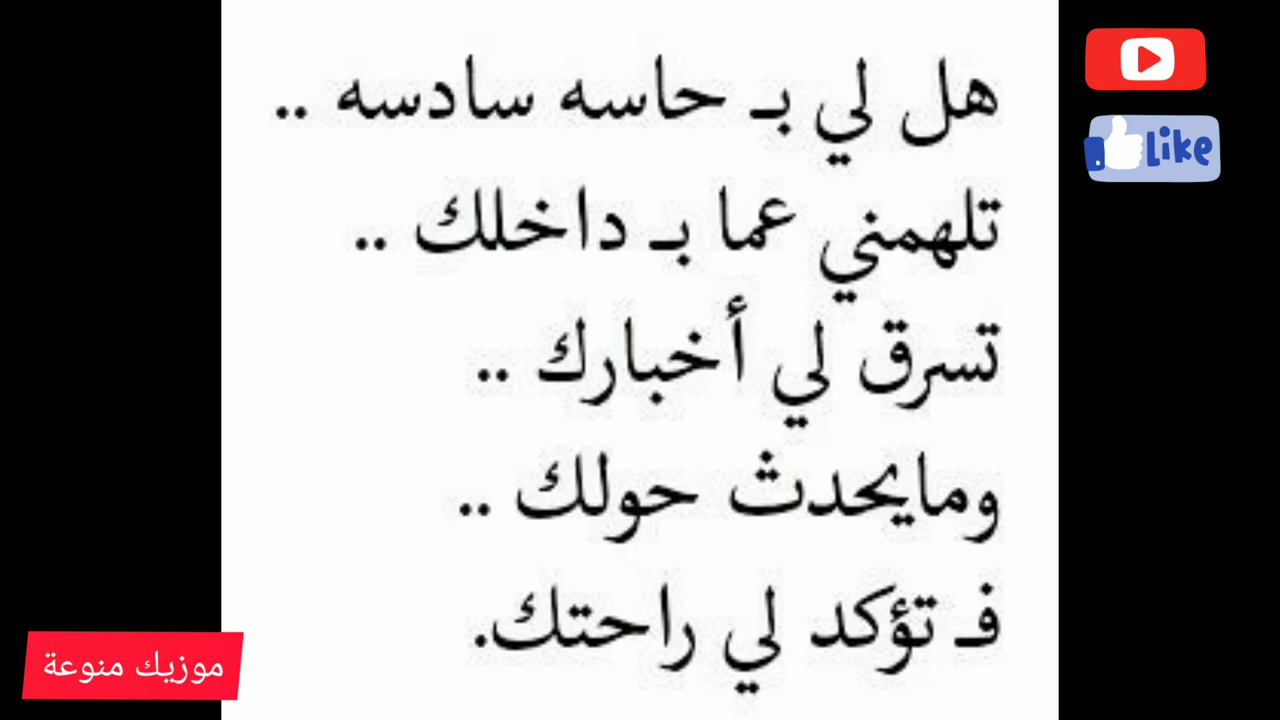 هل لي بـ حاسه سادسه ..
تلهمني عما بـ داخلك ..
تسرق لي أخبارك ..
ومايحدث حولك ..
فـ تؤكد لي راحتك.
Like
موزيك منوعة